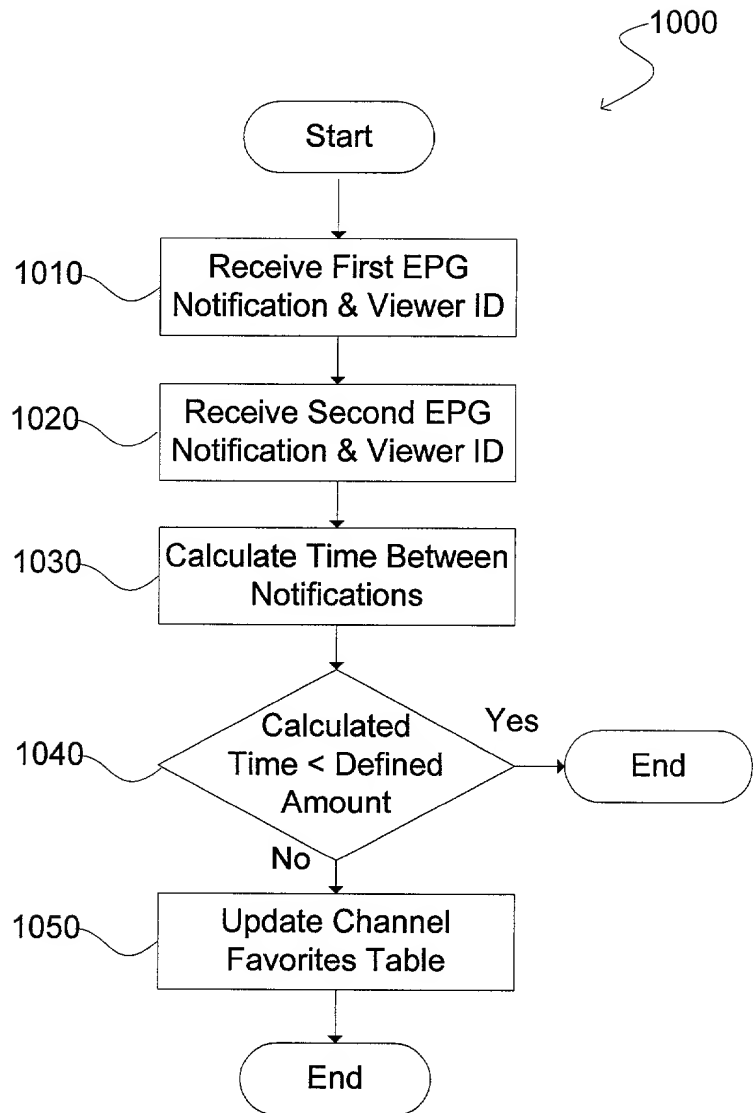 1000
Start
1010
Receive First EPG
Notification & Viewer ID
1020
Receive Second EPG
Notification & Viewer ID
1030
Calculate Time Between
Notifications
1040
Calculated
Time < Defined
Amount
Yes
End
No
1050
Update Channel
Favorites Table
End